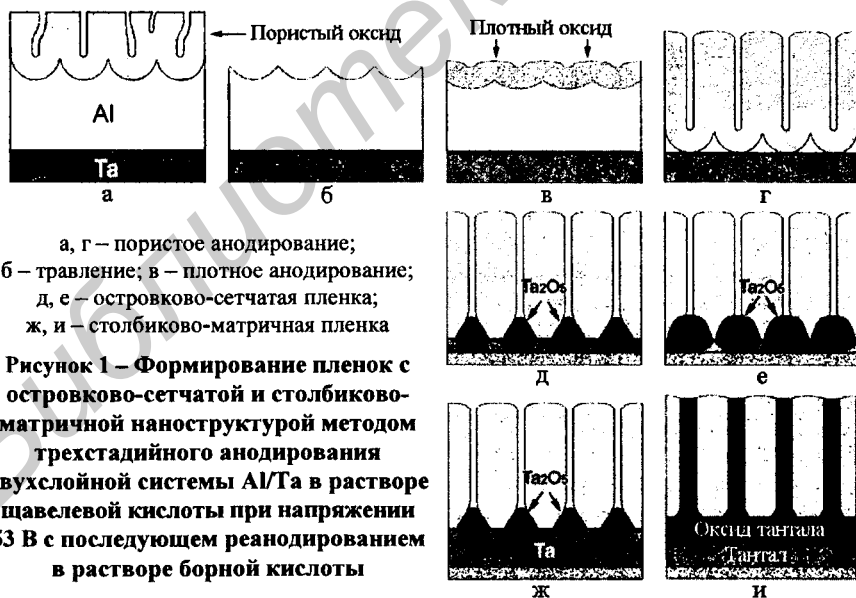 Пористый оксид
Плотный оксид
Al
Ta
а
б
в
г
а, г – пористое анодирование;
б – травление; в – плотное анодирование;
д, е – островково-сетчатая пленка;
ж, и – столбиково-матричная пленка
Рисунок 1 – Формирование пленок с
островково-сетчатой и столбиково-
матричной наноструктурой методом
трехстадийного анодирования
вухслойной системы Al/Ta в растворе
щавелевой кислоты при напряжении
53 В с последующем реанодированием
в растворе борной кислоты
Ta2O5
Ta2O5
д
е
Ta2O5
Ta
Оксид тантала
Тантал
ж
и